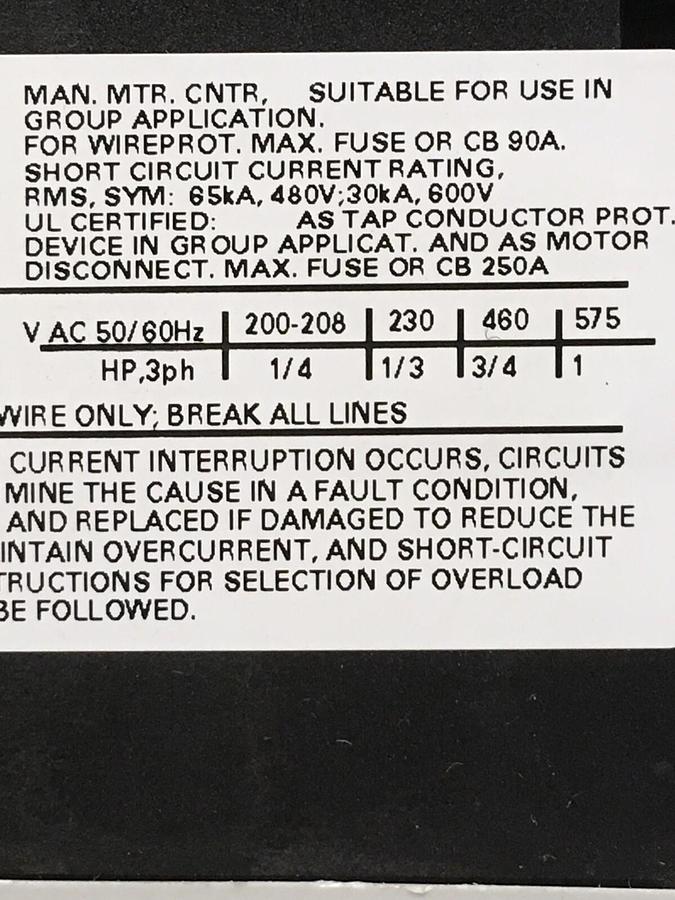 MAN. MTR. CNTR, SUITABLE FOR USE IN
GROUP APPLICATION.
FOR WIREPROT. MAX. FUSE OR CB 90A.
SHORT CIRCUIT CURRENT RATING,
RMS, SYM: 65kA, 480V;30kA, 600V
UL CERTIFIED: AS TAP CONDUCTOR PROT.
DEVICE IN GROUP APPLICAT. AND AS MOTOR
DISCONNECT. MAX. FUSE OR CB 250A
V AC 50/60Hz 200-208 230 460 575
HP,3ph 1/4 1/3 3/4 1
WIRE ONLY; BREAK ALL LINES
CURRENT INTERRUPTION OCCURS, CIRCUITS
MINE THE CAUSE IN A FAULT CONDITION,
AND REPLACED IF DAMAGED TO REDUCE THE
INTAIN OVERCURRENT, AND SHORT-CIRCUIT
TRUCTIONS FOR SELECTION OF OVERLOAD
BE FOLLOWED.